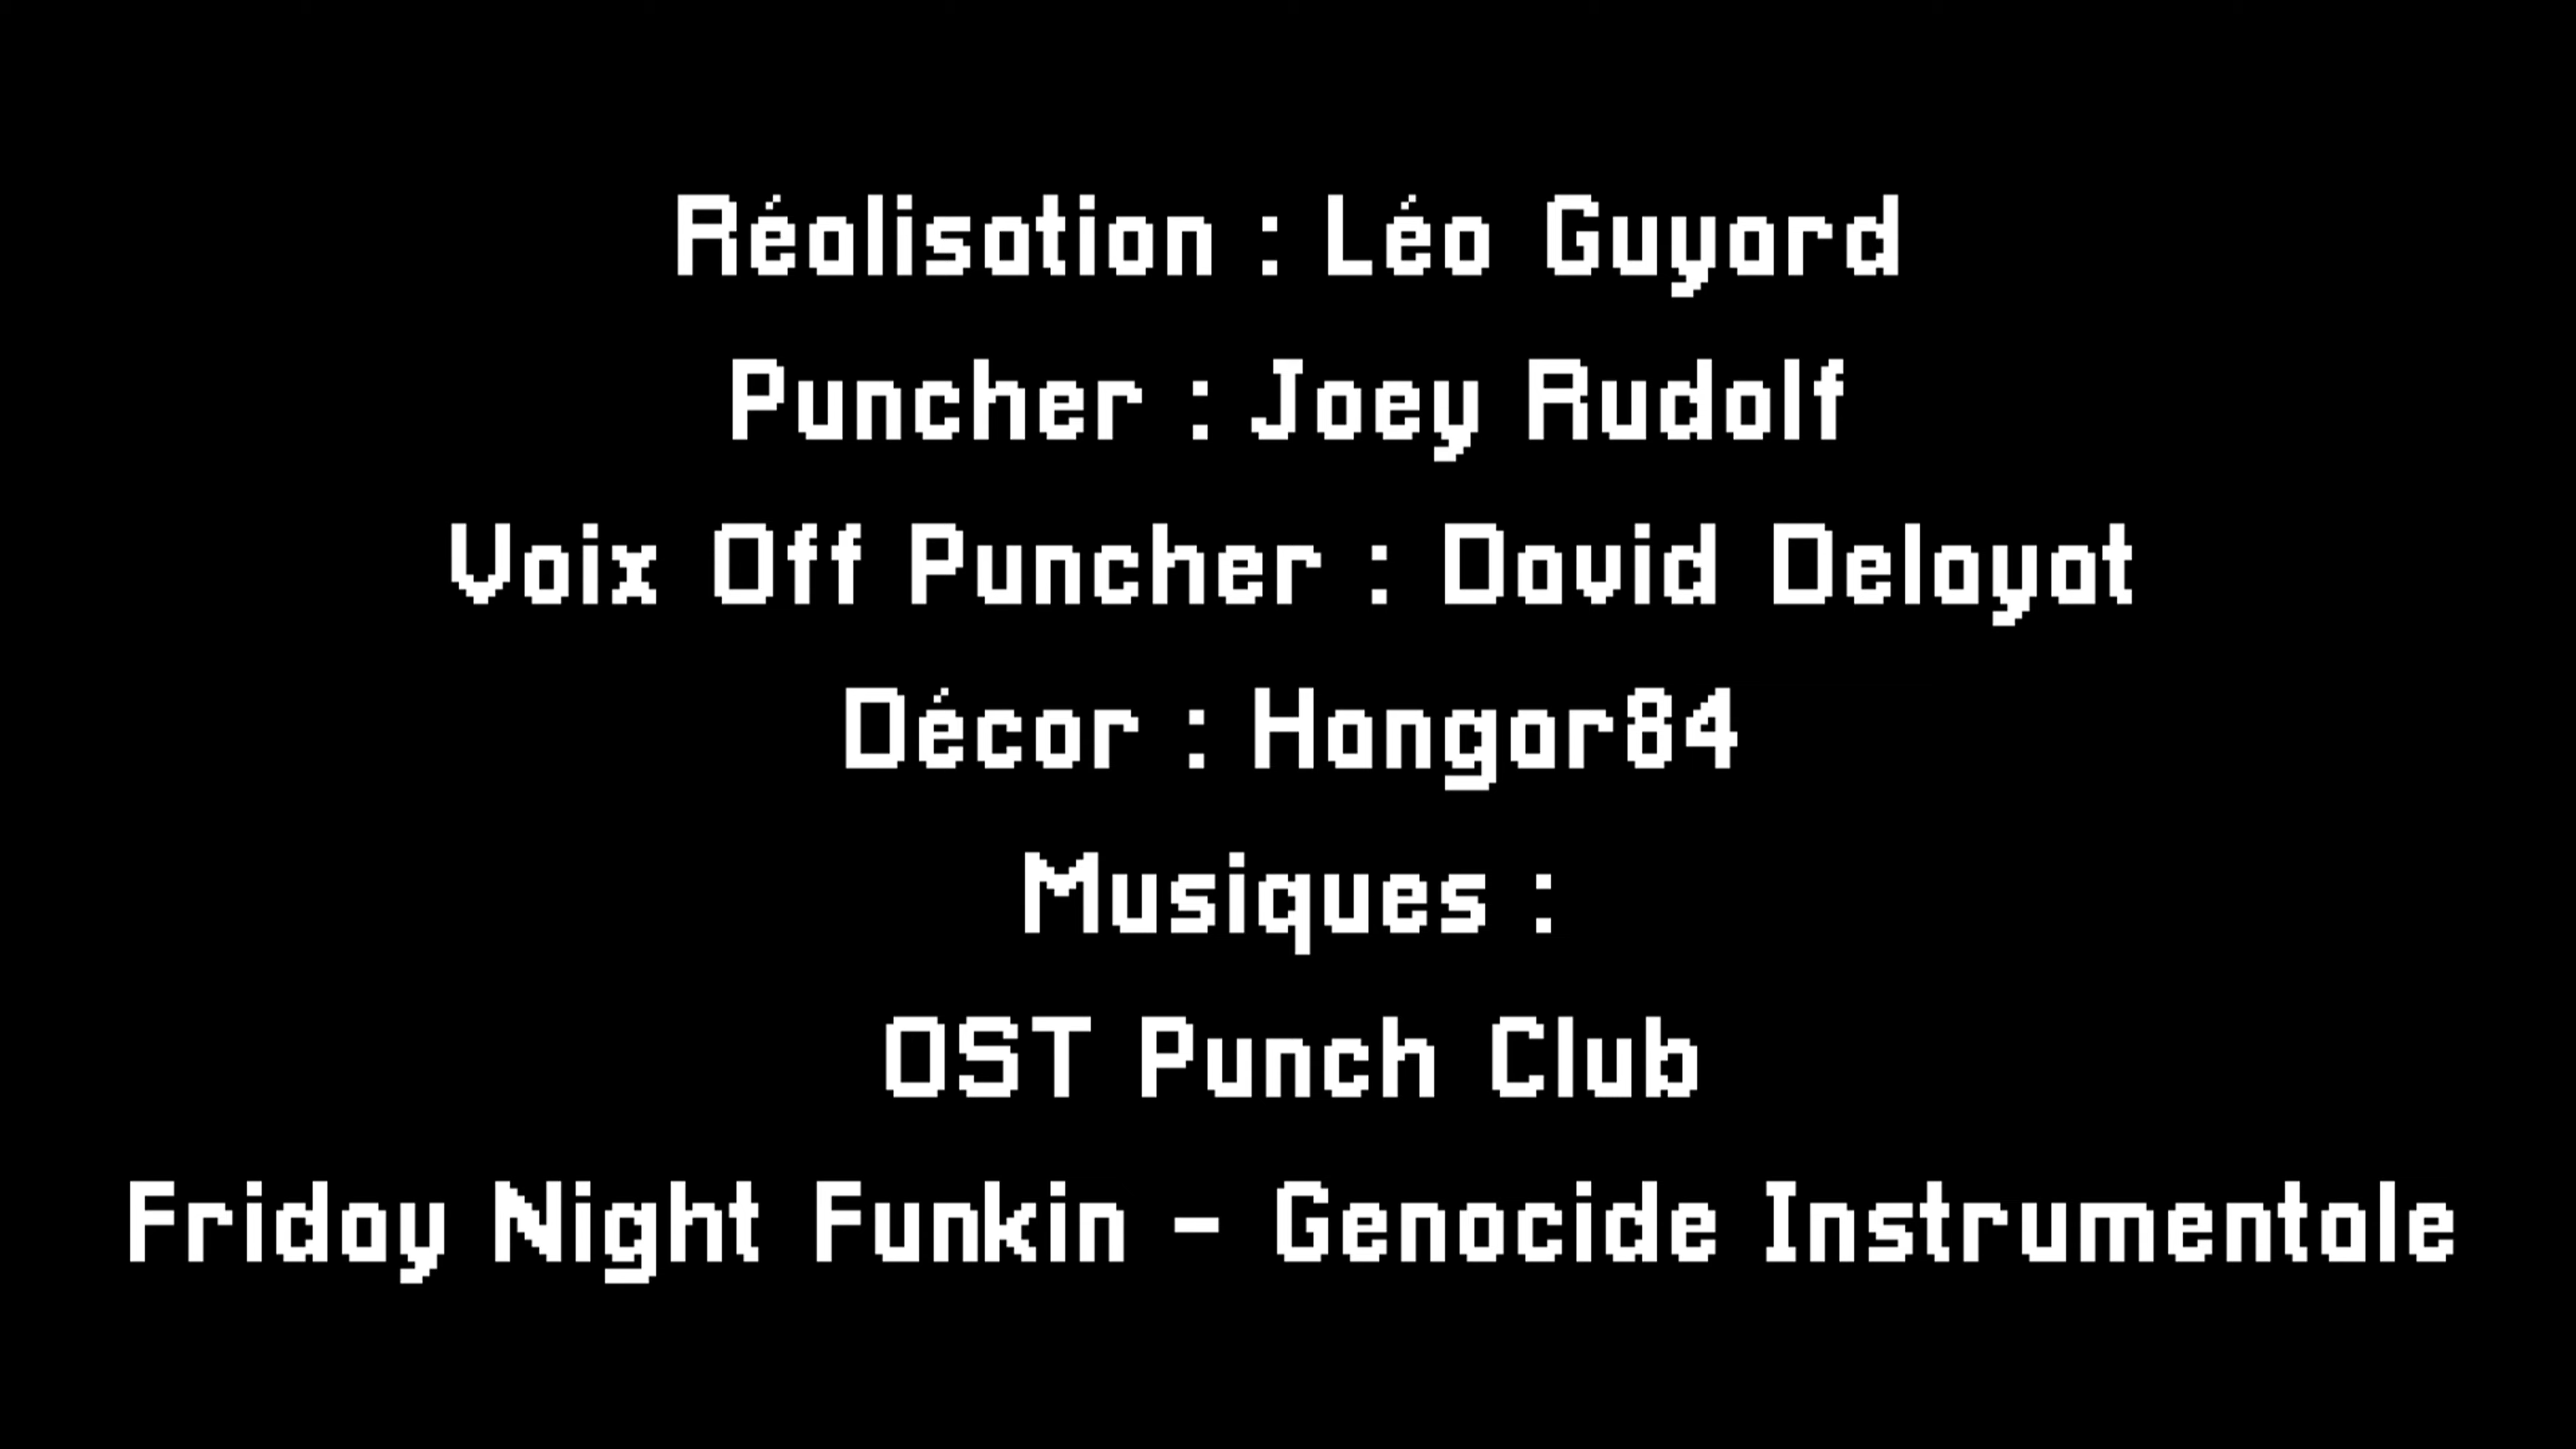 Réalisation : Léo Guyard
Puncher : Joey Rudolf
Voix Off Puncher : David Delayat
Décor : Hangar84
Musiques :
OST Punch Club
Friday Night Funkin - Genocide Instrumentale